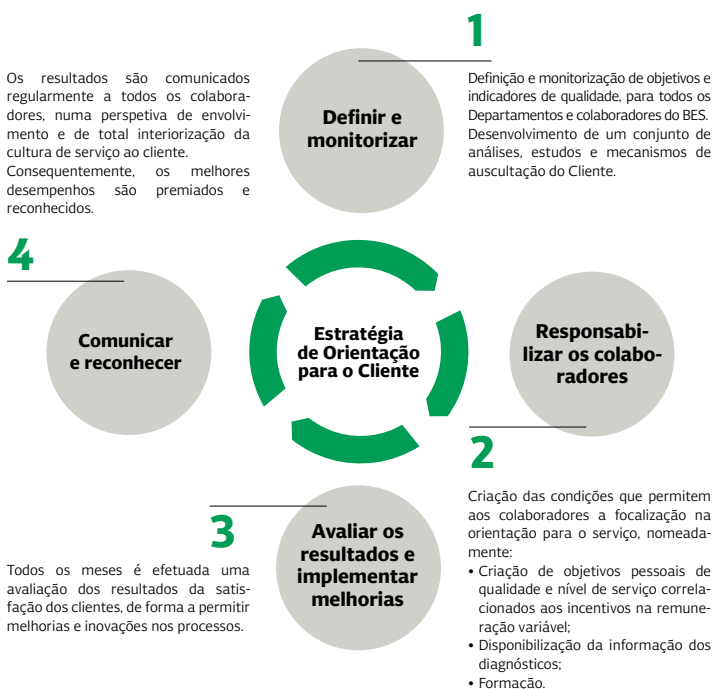 1
Definir e
monitorizar
Definição e monitorização de objetivos e
indicadores de qualidade, para todos os
Departamentos e colaboradores do BES.
Desenvolvimento de um conjunto de
análises, estudos e mecanismos de
auscultação do Cliente.
Os resultados são comunicados
regularmente a todos os colabora-
dores, numa perspetiva de envolvi-
mento e de total interiorização da
cultura de serviço ao cliente.
Consequentemente, os melhores
desempenhos são premiados e
reconhecidos.
4
Comunicar
e reconhecer
Estratégia
de Orientação
para o Cliente
Responsabi-
lizar os colabo-
radores
2
Criação das condições que permitem
aos colaboradores a focalização na
orientação para o serviço, nomeada-
mente:
• Criação de objetivos pessoais de
qualidade e nível de serviço correla-
cionados aos incentivos na remune-
ração variável;
• Disponibilização da informação dos
diagnósticos;
• Formação.
3
Avaliar os
resultados e
implementar
melhorias
Todos os meses é efetuada uma
avaliação dos resultados da satis-
fação dos clientes, de forma a permitir
melhorias e inovações nos processos.